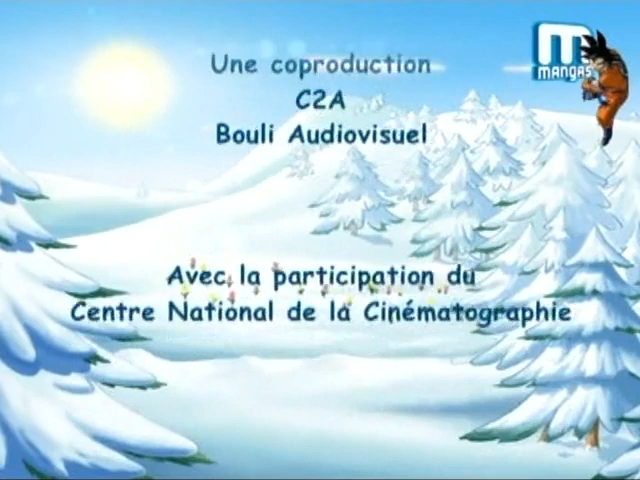 Une coproduction
C2A
Bouli Audiovisuel
MANGAS
Avec la participation du
Centre National de la Cinématographie